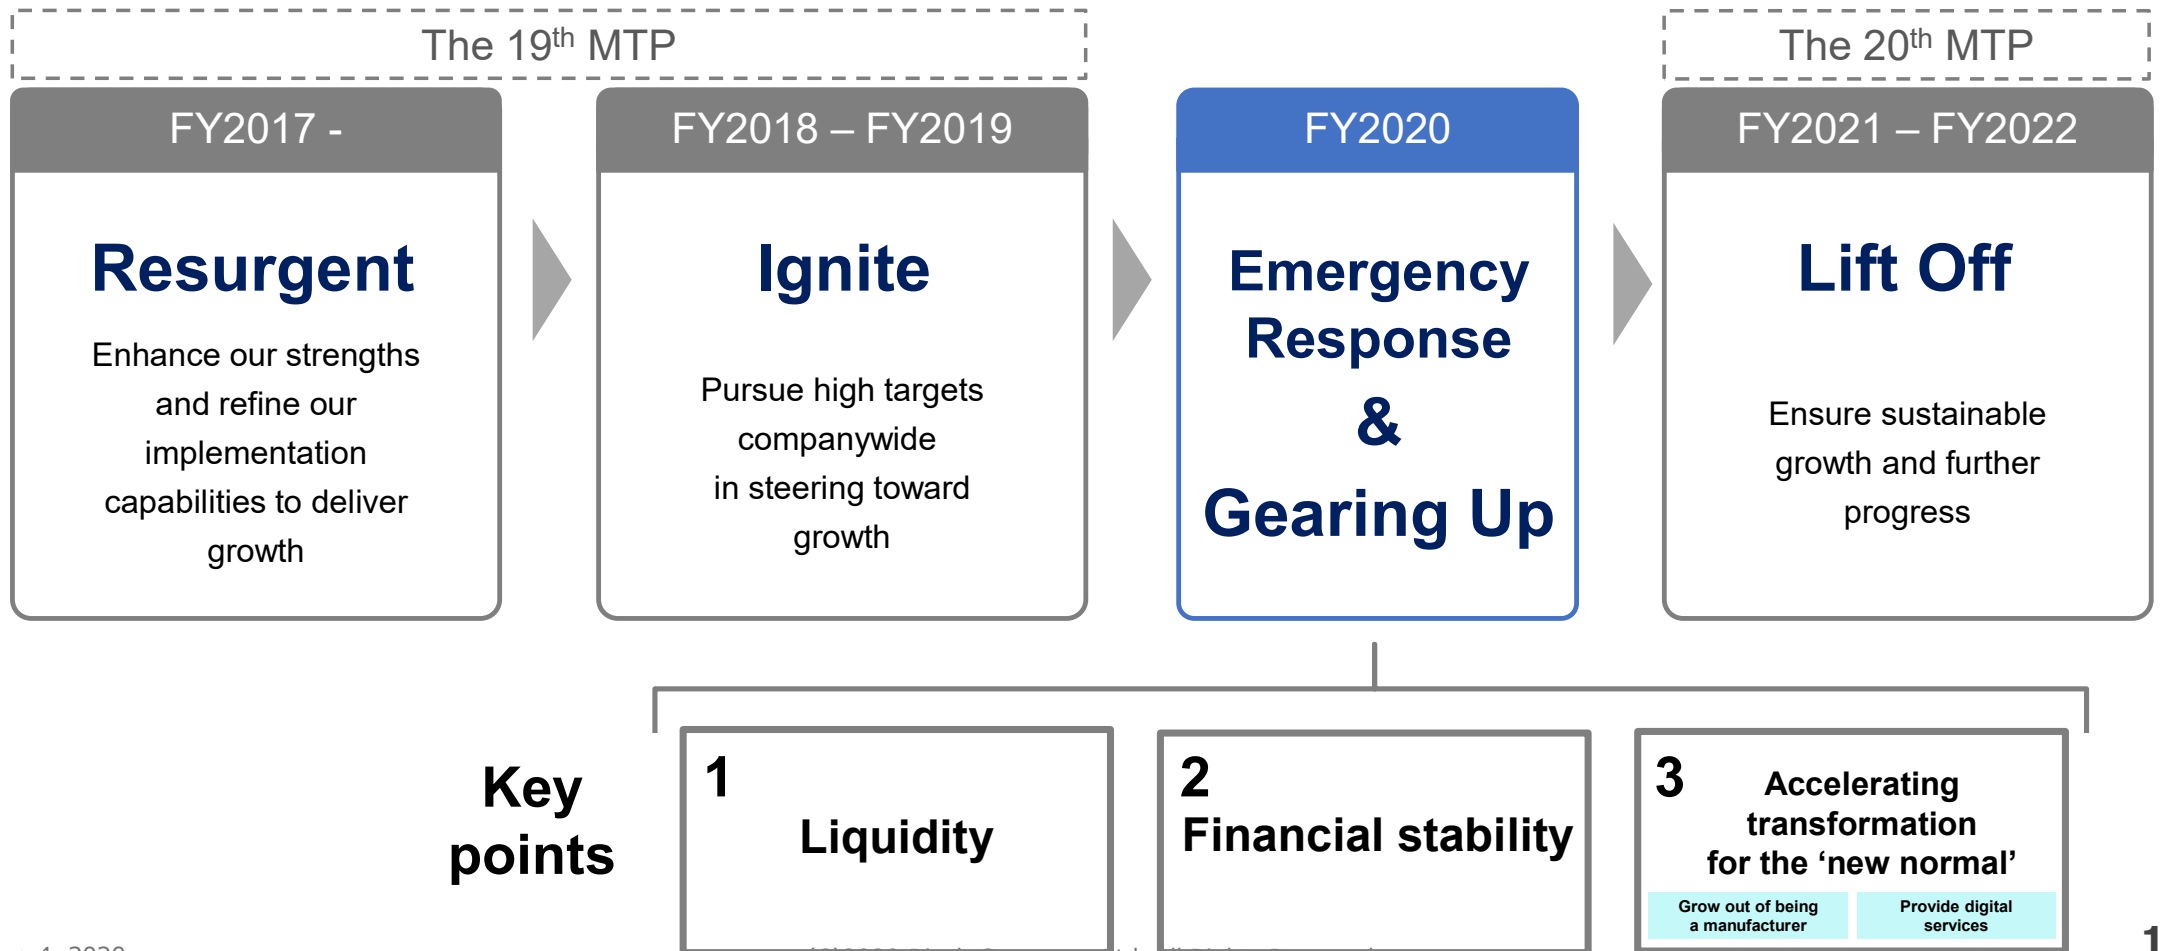 The 19th MTP
The 20th MTP
FY2017 -
Resurgent
Enhance our strengths
and refine our
implementation
capabilities to deliver
growth
FY2018 – FY2019
Ignite
Pursue high targets
companywide
in steering toward
growth
FY2020
Emergency
Response
&
Gearing Up
FY2021 – FY2022
Lift Off
Ensure sustainable
growth and further
progress
Key
points
1
Liquidity
2
Financial stability
3
Accelerating
transformation
for the ‘new normal’
Grow out of being
a manufacturer
Provide digital
services